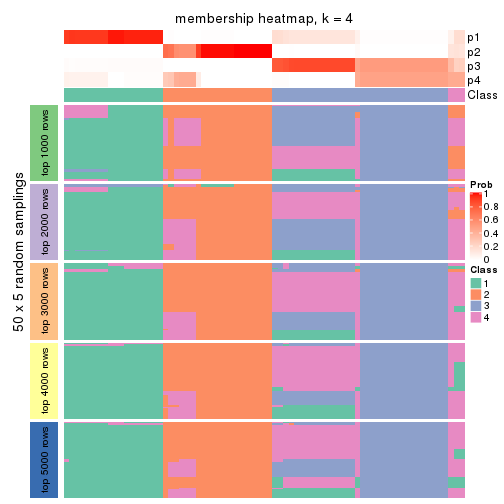 membership heatmap, k = 4
p1
p2
p3
p4
Class
50 x 5 random samplings
top 1000 rows
top 2000 rows
top 3000 rows
top 4000 rows
top 5000 rows
Prob
1
0.8
0.6
0.4
0.2
0
Class
1
2
3
4